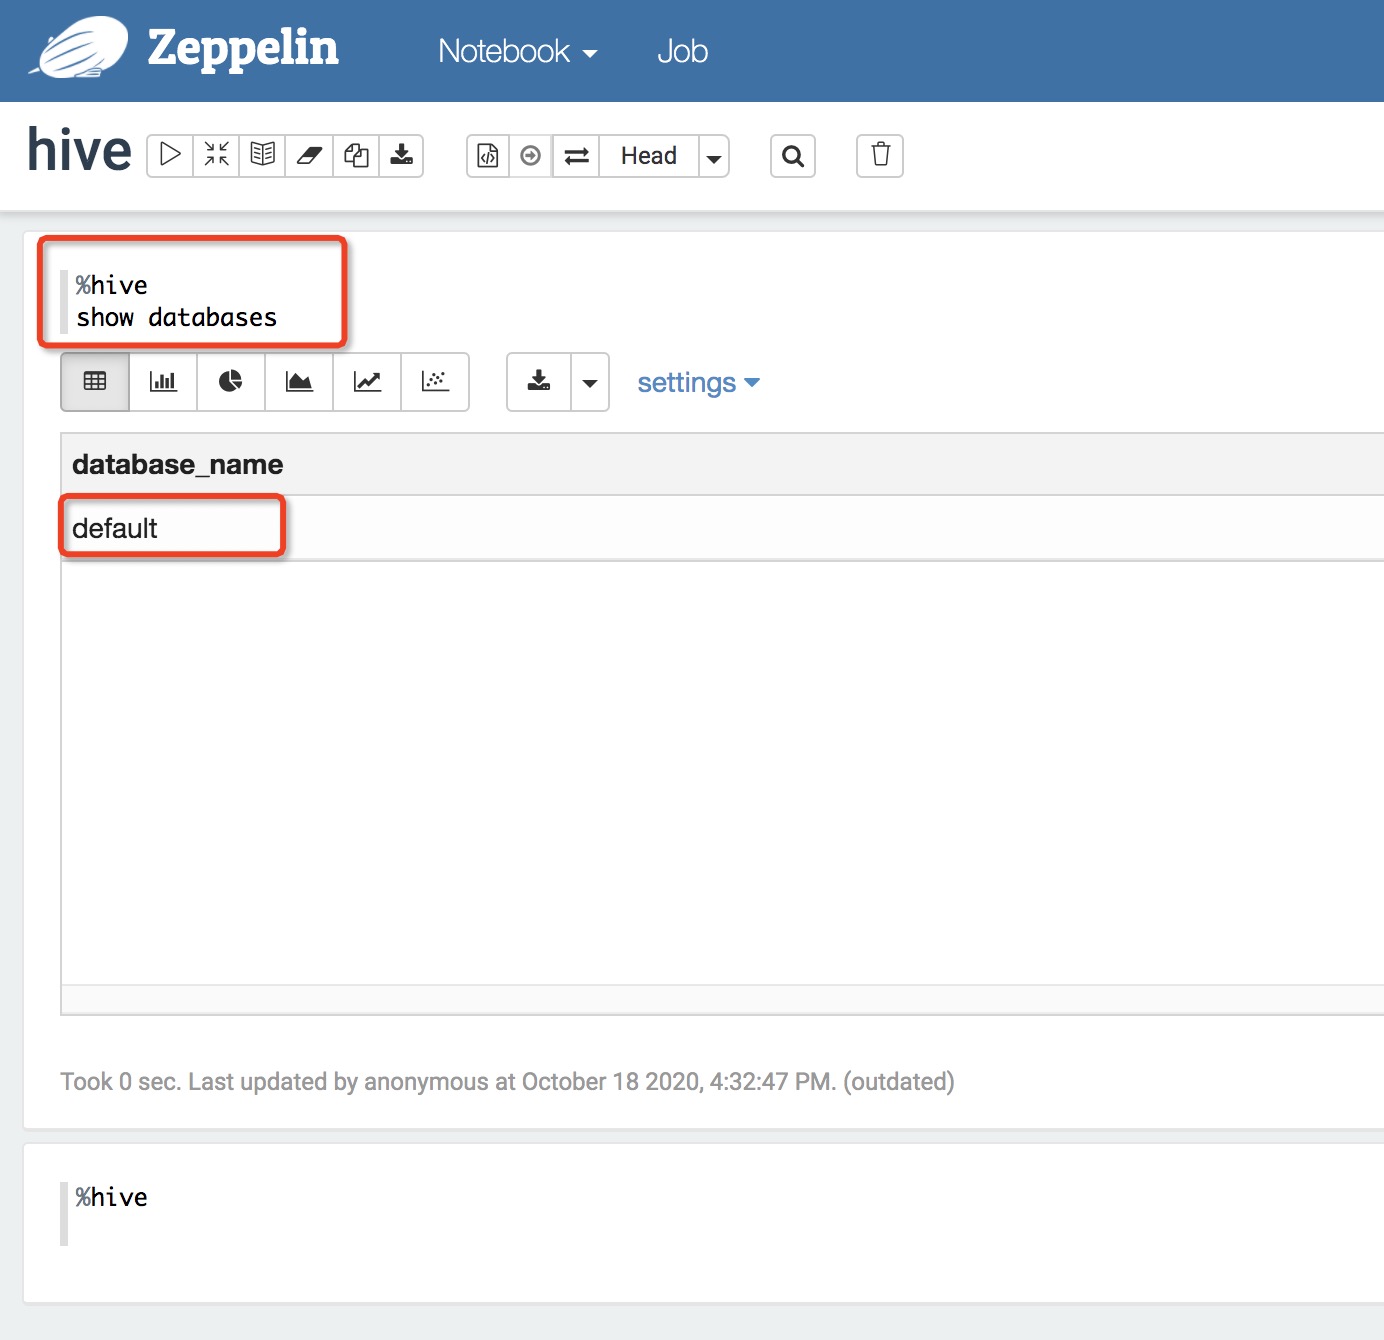 Zeppelin Notebook Job
hive Head
%hive
show databases
settings
database_name
default
Took 0 sec. Last updated by anonymous at October 18 2020, 4:32:47 PM. (outdated)
%hive